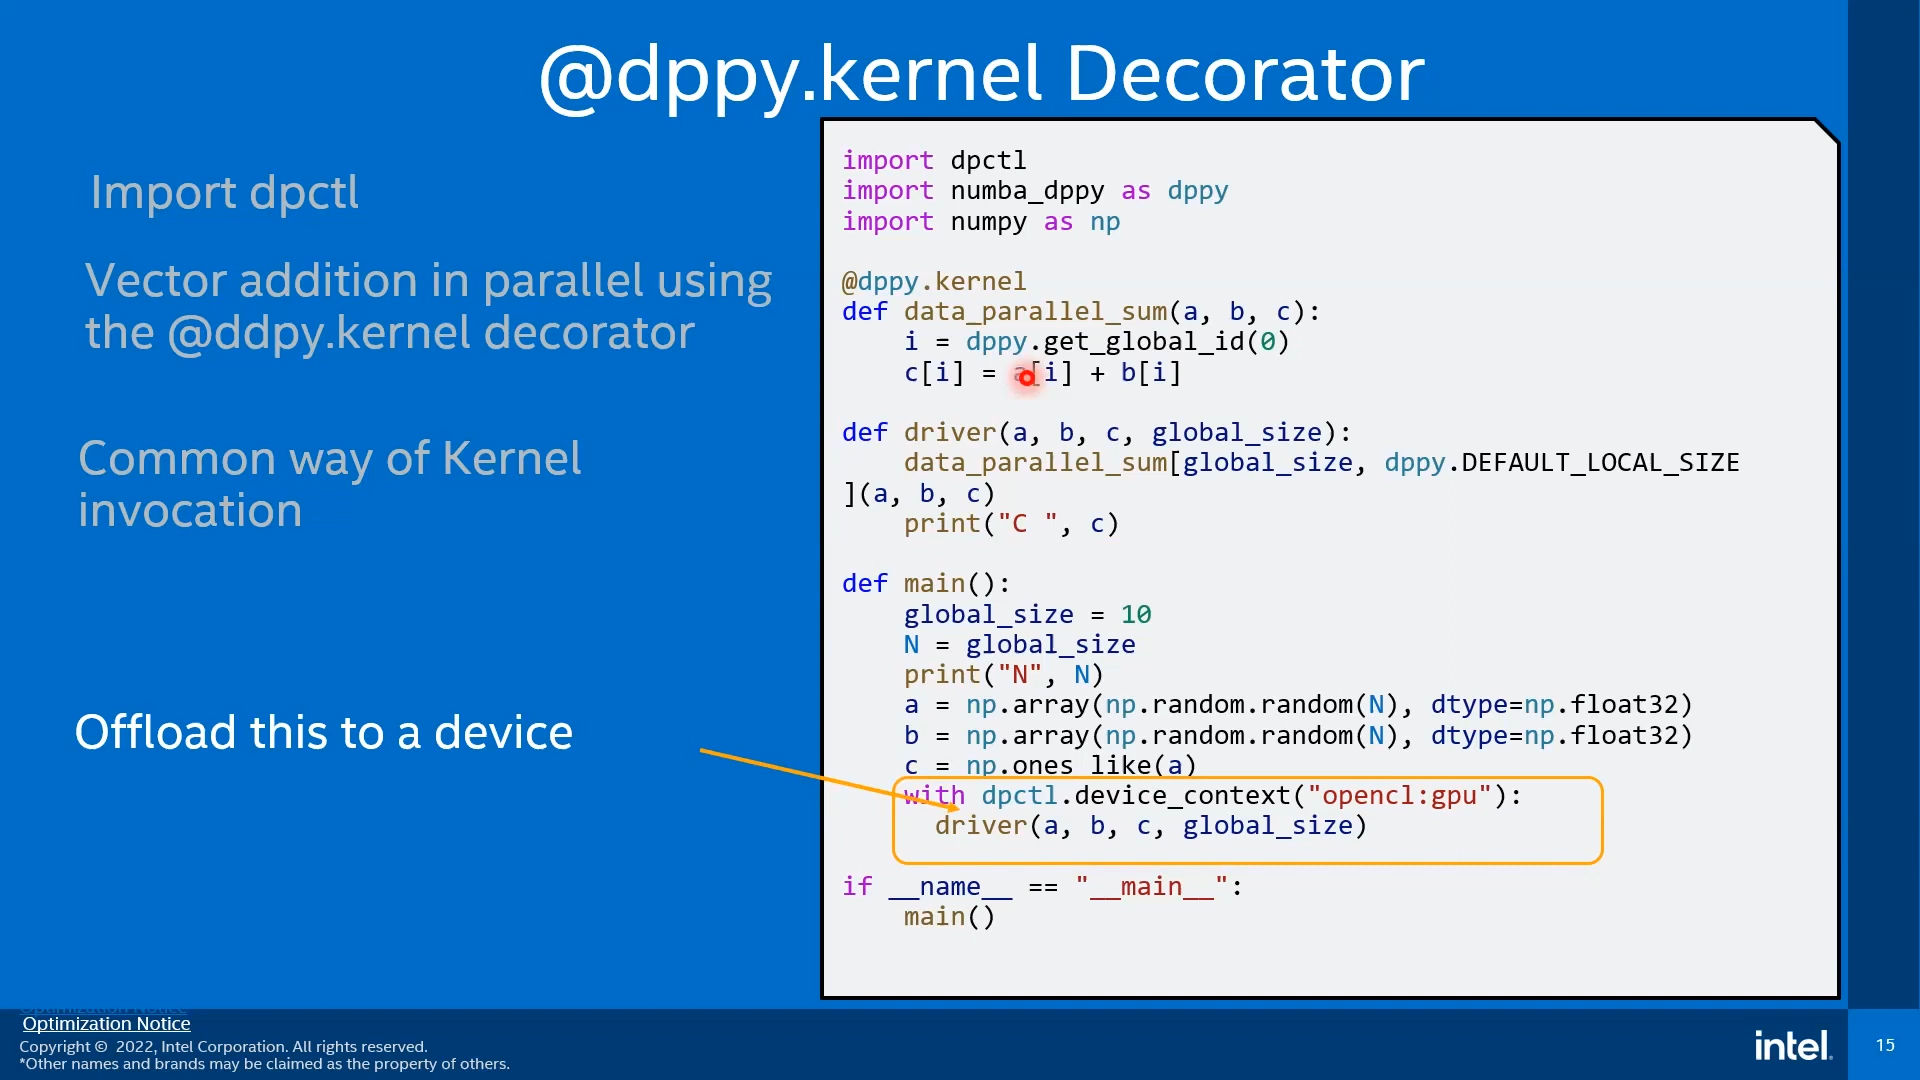 @dppy.kernel Decorator
Import dpctl
Vector addition in parallel using
the @ddpy.kernel decorator
Common way of Kernel
invocation
Offload this to a device
import dpctl
import numba_dppy as dppy
import numpy as np
@dppy.kernel
def data_parallel_sum(a, b, c):
    i = dppy.get_global_id(0)
    c[i] = a[i] + b[i]
def driver(a, b, c, global_size):
    data_parallel_sum[global_size, dppy.DEFAULT_LOCAL_SIZE
](a, b, c)
    print("C ", c)
def main():
    global_size = 10
    N = global_size
    print("N", N)
    a = np.array(np.random.random(N), dtype=np.float32)
    b = np.array(np.random.random(N), dtype=np.float32)
    c = np.ones_like(a)
    with dpctl.device_context("opencl:gpu"):
      driver(a, b, c, global_size)
if __name__ == "__main__":
    main()
Optimization Notice
Optimization Notice
Copyright © 2022, Intel Corporation. All rights reserved.
*Other names and brands may be claimed as the property of others.
intel.
15